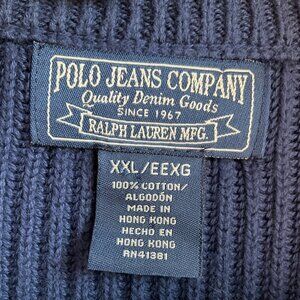 POLO JEANS COMPANY
Quality Denim Goods
SINCE 1967
RALPH LAUREN MFG.
XXL/EEXG
100% COTTON/
ALGODÓN
MADE IN
HONG KONG
HECHO EN
HONG KONG
RN41381